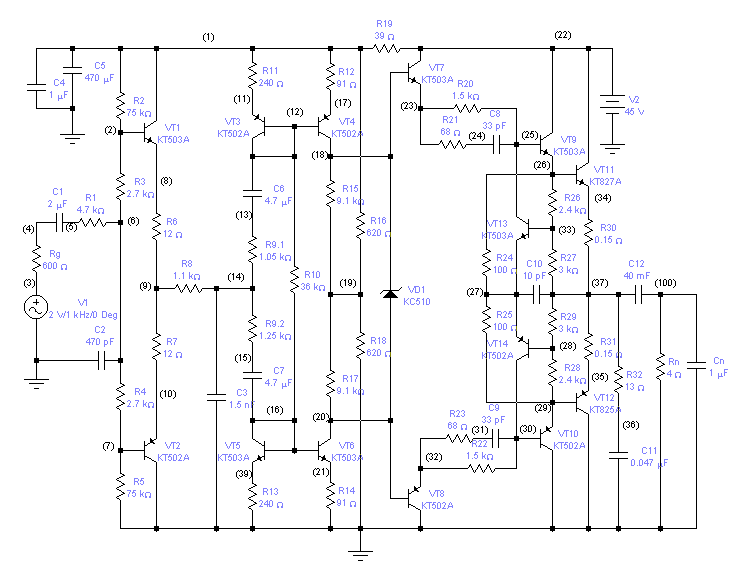 (1)
R19
39 Ω
(22)
C5
470 µF
C4
1 µF
R2
75 kΩ
(2)
VT1
KT503A
R11
240 Ω
(11)
VT3
KT502A
(12)
R12
91 Ω
(17)
VT4
KT502A
(18)
VT7
KT503A
(23)
R20
1.5 kΩ
R21
68 Ω
(24)
C8
33 pF
(25)
VT9
KT503A
(26)
V2
45 V
VT11
KT827A
(34)
R3
2.7 kΩ
(8)
C1
2 µF
R1
4.7 kΩ
(4)
(5)
(6)
R6
12 Ω
C6
4.7 µF
(13)
R15
9.1 kΩ
R16
620 Ω
R26
2.4 kΩ
VT13
KT503A
(33)
R30
0.15 Ω
Rg
600 Ω
(3)
R9.1
1.05 kΩ
R24
100 Ω
C10
10 pF
R27
3 kΩ
(9)
R8
1.1 kΩ
(14)
R10
36 kΩ
(19)
VD1
KC510
(27)
(37)
C12
40 mF
(100)
V1
2 V/1 kHz/0 Deg
R9.2
1.25 kΩ
R25
100 Ω
R29
3 kΩ
C2
470 pF
R7
12 Ω
(15)
R18
620 Ω
VT14
KT502A
(28)
R31
0.15 Ω
R32
13 Ω
Rn
4 Ω
Cn
1 µF
R4
2.7 kΩ
(10)
C3
1.5 nF
C7
4.7 µF
(16)
R17
9.1 kΩ
(20)
R28
2.4 kΩ
(35)
(29)
VT12
KT825A
(7)
VT2
KT502A
VT5
KT503A
(39)
VT6
KT503A
(21)
R23
68 Ω
(31)
C9
33 pF
(30)
R22
1.5 kΩ
(32)
VT10
KT502A
(36)
C11
0.047 µF
R5
75 kΩ
R13
240 Ω
R14
91 Ω
VT8
KT502A